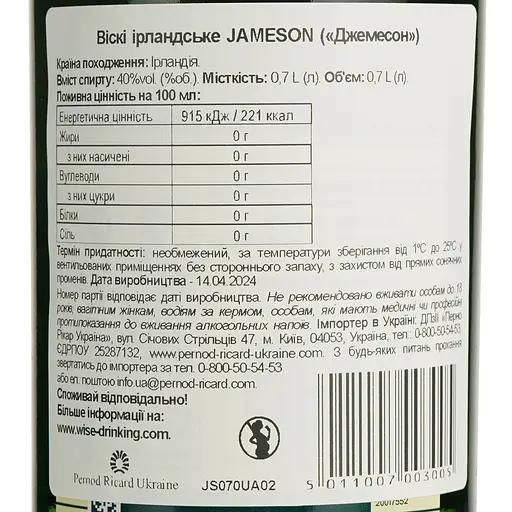 Віскі ірландське JAMESON («Джемесон»)
Країна походження: Ірландія.
Вміст спирту: 40%vol. (%об.). Місткість: 0,7 L (л). Об'єм: 0,7 L (л).
Поживна цінність на 100 мл:
Енергетична цінність 915 кДж / 221 ккал
Жири 0 г
з них насичені 0 г
Вуглеводи 0 г
з них цукри 0 г
Білки 0 г
Сіль 0 г
Термін придатності: необмежений, за температури зберігання від 1°C до 25°C у
вентильованих приміщеннях без стороннього запаху, з захистом від прямих сонячних
променів. Дата виробництва - 14.04.2024
Номер партії відповідає даті виробництва. Не рекомендовано вживати особам до 18
років, вагітним жінкам, водіям за кермом, особам, які мають медичні чи професійні
протипоказання до вживання алкогольних напоїв. Імпортер в Україні: ДПзІІ «Перно
Рікар Україна», вул. Січових Стрільців 47, м. Київ, 04053, Україна, тел.: 0-800-50-54-53,
ЄДРПОУ 25287132, www.pernod-ricard-ukraine.com. З будь-яких питань прохання
звертатись до імпортера за тел. 0-800-50-54-53
або ел. поштою info.ua@pernod-ricard.com.
Споживай відповідально!
Більше інформації на:
www.wise-drinking.com.
Pernod Ricard Ukraine
JS070UA02
5 011007 003005
20017552